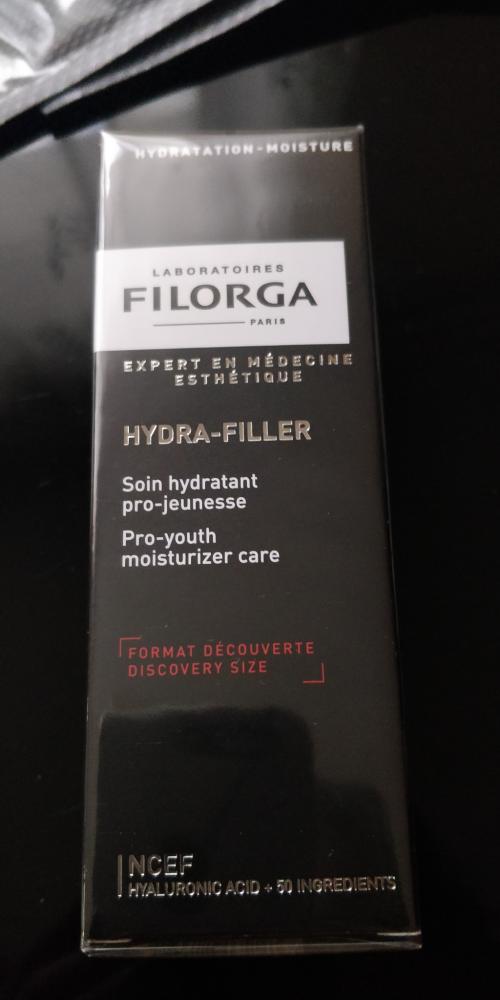 HYDRATATION-MOISTURE
LABORATOIRES
FILORGA
PARIS
EXPERT EN MÉDECINE
ESTHÉTIQUE
HYDRA-FILLER
Soin hydratant
pro-jeunesse
Pro-youth
moisturizer care
FORMAT DÉCOUVERTE
DISCOVERY SIZE
NCEF
HYALURONIC ACID + 50 INGREDIENTS